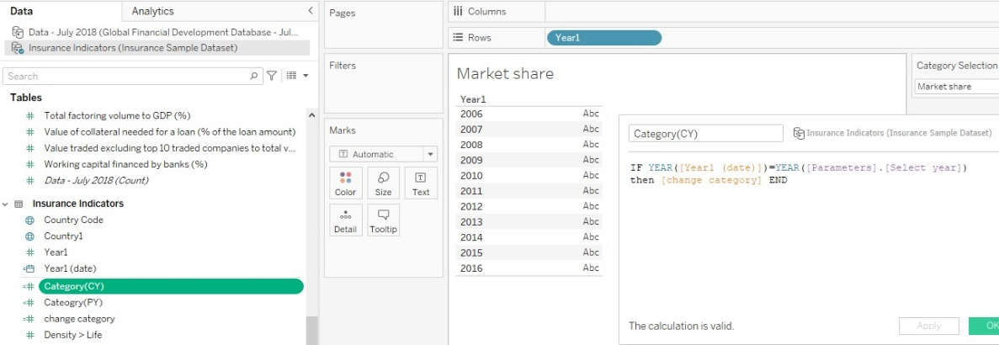 Data
Analytics
Data - July 2018 (Global Financial Development Database - Jul...
Insurance Indicators (Insurance Sample Dataset)
Search
Tables
Total factoring volume to GDP (%)
Value of collateral needed for a loan (% of the loan amount)
Value traded excluding top 10 traded companies to total v...
Working capital financed by banks (%)
Data - July 2018 (Count)
Insurance Indicators
Country Code
Country1
Year1
Year1 (date)
Category(CY)
Cateogry(PY)
change category
Density > Life
Pages
Filters
Marks
Automatic
Color
Size
Text
Detail
Tooltip
Columns
Rows
Year1
Market share
Year1
2006 Abc
2007 Abc
2008 Abc
2009 Abc
2010 Abc
2011 Abc
2012 Abc
2013 Abc
2014 Abc
2015 Abc
2016 Abc
Category Selection
Market share
Category(CY)
Insurance Indicators (Insurance Sample Dataset)
IF YEAR([Year1 (date)])=YEAR([Parameters].[Select year])
then [change category] END
The calculation is valid.
Apply
OK